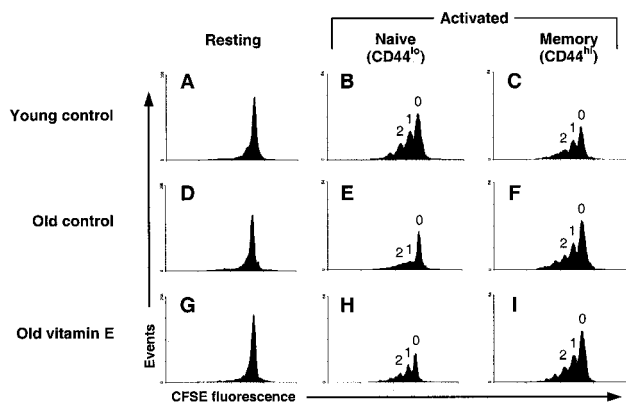 Activated
Resting
Naive
(CD44lo)
Memory
(CD44hi)
Young control
A
B
0
1
2
C
0
1
2
Old control
D
E
0
1
2
F
0
1
2
Old vitamin E
G
H
0
1
2
I
0
1
2
Events
CFSE fluorescence